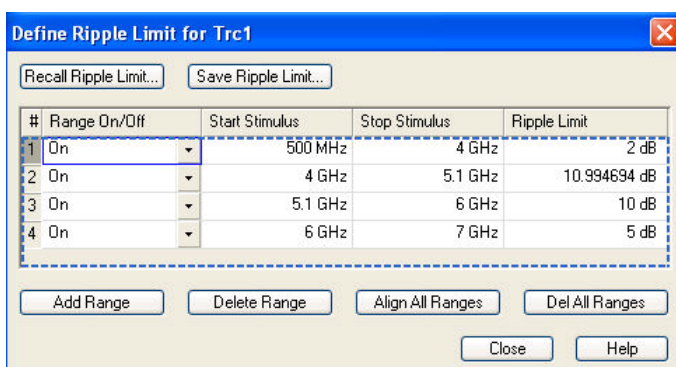 Define Ripple Limit for Trc1
Recall Ripple Limit... Save Ripple Limit...
# Range On/Off Start Stimulus Stop Stimulus Ripple Limit
1 On 500 MHz 4 GHz 2 dB
2 On 4 GHz 5.1 GHz 10.994694 dB
3 On 5.1 GHz 6 GHz 10 dB
4 On 6 GHz 7 GHz 5 dB
Add Range Delete Range Align All Ranges Del All Ranges
Close Help